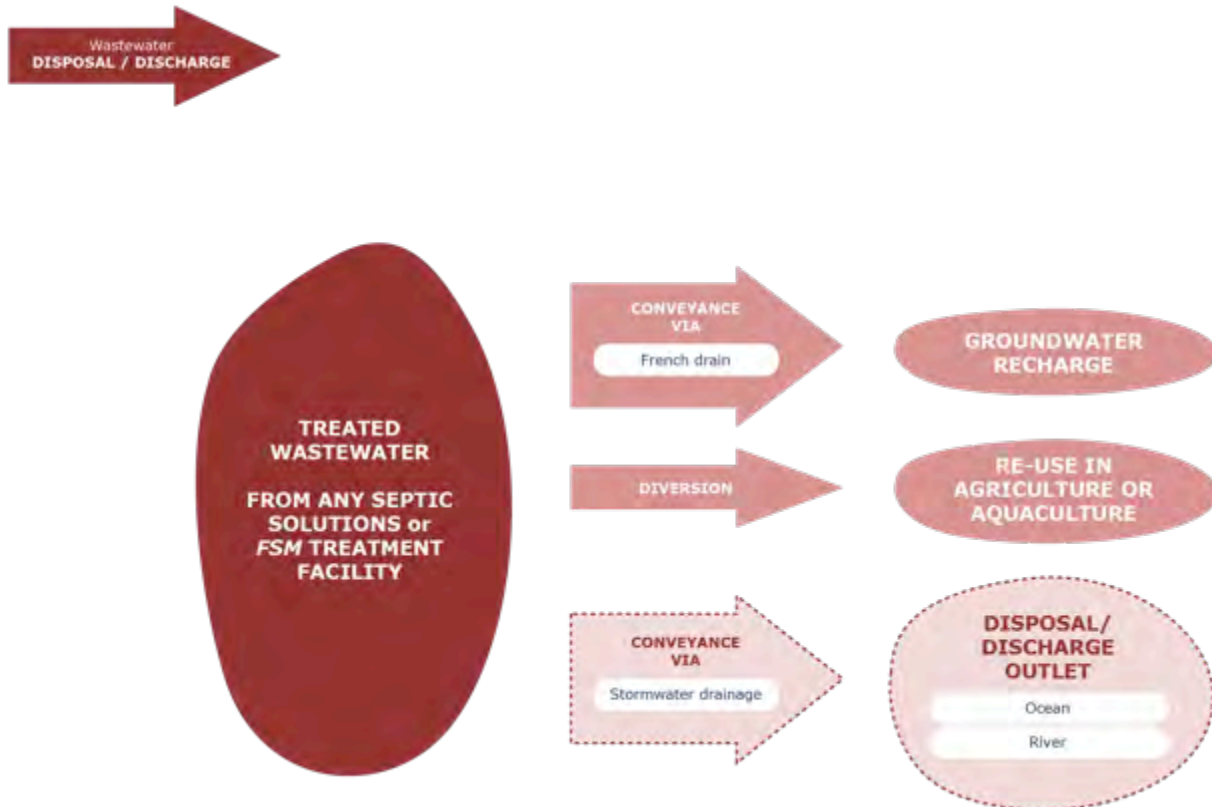 Wastewater
DISPOSAL / DISCHARGE
TREATED
WASTEWATER
FROM ANY SEPTIC
SOLUTIONS or
FSM TREATMENT
FACILITY
CONVEYANCE
VIA
French drain
GROUNDWATER
RECHARGE
DIVERSION
RE-USE IN
AGRICULTURE OR
AQUACULTURE
CONVEYANCE
VIA
Stormwater drainage
DISPOSAL/
DISCHARGE
OUTLET
Ocean
River